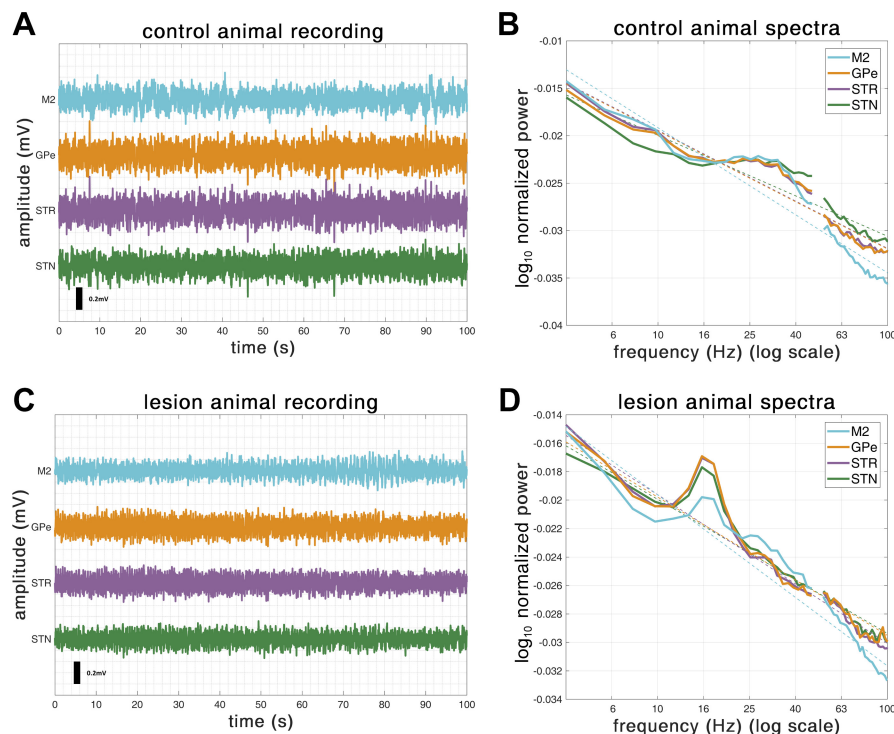 A
control animal recording
amplitude (mV)
M2
GPe
STR
STN
0.2mV
0 10 20 30 40 50 60 70 80 90 100
time (s)
B
control animal spectra
log10 normalized power
-0.01
-0.015
-0.02
-0.025
-0.03
-0.035
-0.04
M2
GPe
STR
STN
6 10 16 25 40 63 100
frequency (Hz) (log scale)
C
lesion animal recording
amplitude (mV)
M2
GPe
STR
STN
0.2mV
0 10 20 30 40 50 60 70 80 90 100
time (s)
D
lesion animal spectra
log10 normalized power
-0.014
-0.016
-0.018
-0.02
-0.022
-0.024
-0.026
-0.028
-0.03
-0.032
-0.034
M2
GPe
STR
STN
6 10 16 25 40 63 100
frequency (Hz) (log scale)